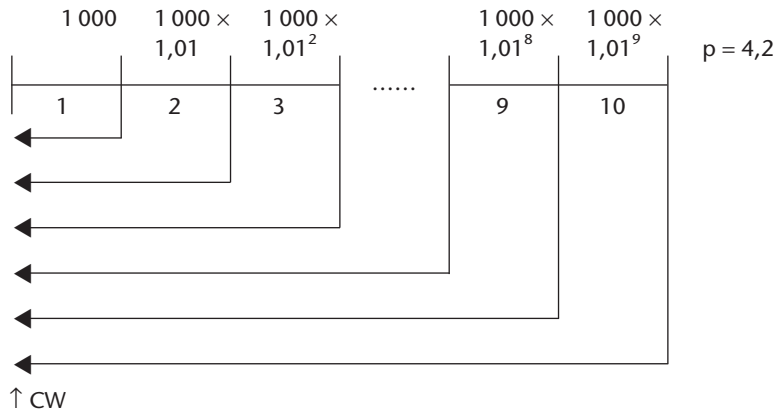 1 000 1 000 × 1 000 × 1 000 × 1 000 ×
1,01 1,01² 1,01⁸ 1,01⁹ p = 4,2
......
1 2 3 9 10
↑ CW